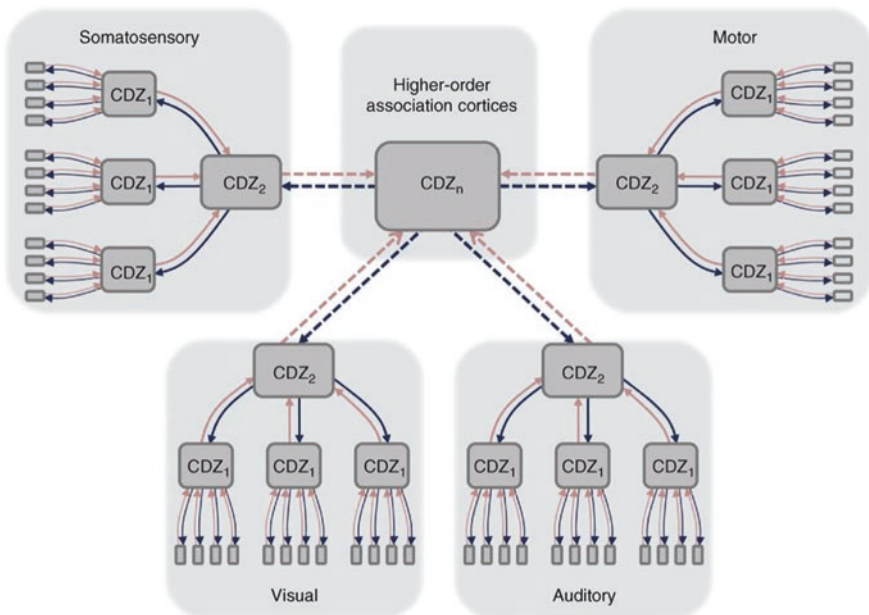 Somatosensory
Motor
Higher-order
association cortices
CDZ₁
CDZ₁
CDZ₁
CDZ₂
CDZₙ
CDZ₂
CDZ₁
CDZ₁
CDZ₁
CDZ₂
CDZ₁
CDZ₁
CDZ₁
Visual
CDZ₂
CDZ₁
CDZ₁
CDZ₁
Auditory